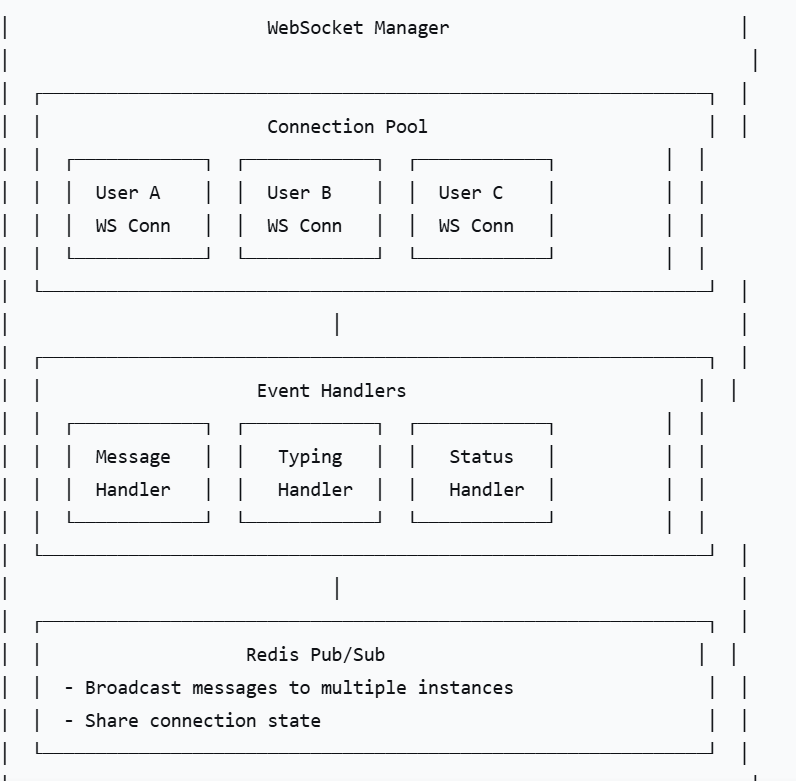 WebSocket Manager
Connection Pool
User A User B User C
WS Conn WS Conn WS Conn
Event Handlers
Message Typing Status
Handler Handler Handler
Redis Pub/Sub
- Broadcast messages to multiple instances
- Share connection state